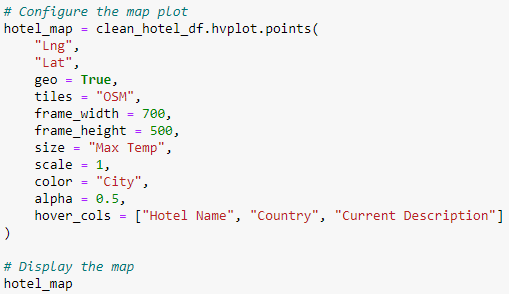 # Configure the map plot
hotel_map = clean_hotel_df.hvplot.points(
    "Lng",
    "Lat",
    geo = True,
    tiles = "OSM",
    frame_width = 700,
    frame_height = 500,
    size = "Max Temp",
    scale = 1,
    color = "City",
    alpha = 0.5,
    hover_cols = ["Hotel Name", "Country", "Current Description"]
)

# Display the map
hotel_map